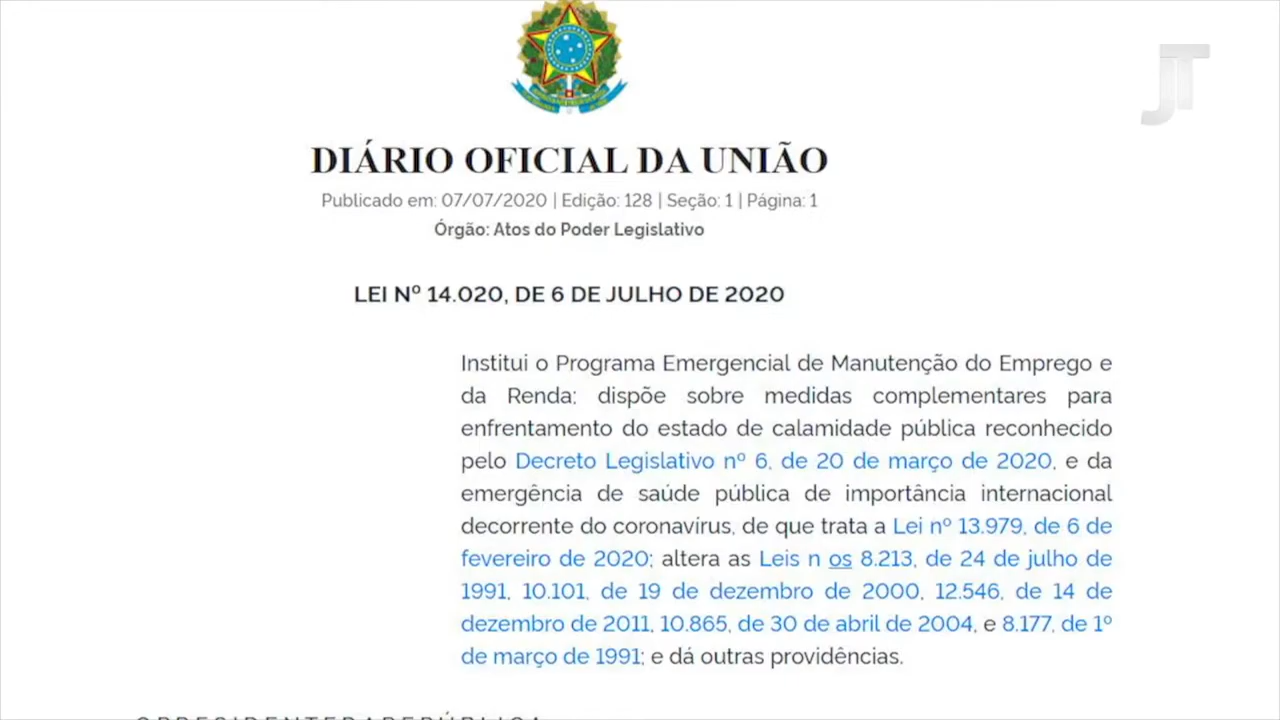 JT
DIÁRIO OFICIAL DA UNIÃO
Publicado em: 07/07/2020 | Edição: 128 | Seção: 1 | Página: 1
Órgão: Atos do Poder Legislativo
LEI Nº 14.020, DE 6 DE JULHO DE 2020
Institui o Programa Emergencial de Manutenção do Emprego e
da Renda; dispõe sobre medidas complementares para
enfrentamento do estado de calamidade pública reconhecido
pelo Decreto Legislativo nº 6, de 20 de março de 2020, e da
emergência de saúde pública de importância internacional
decorrente do coronavírus, de que trata a Lei nº 13.979, de 6 de
fevereiro de 2020; altera as Leis n os 8.213, de 24 de julho de
1991, 10.101, de 19 de dezembro de 2000, 12.546, de 14 de
dezembro de 2011, 10.865, de 30 de abril de 2004, e 8.177, de 1º
de março de 1991; e dá outras providências.